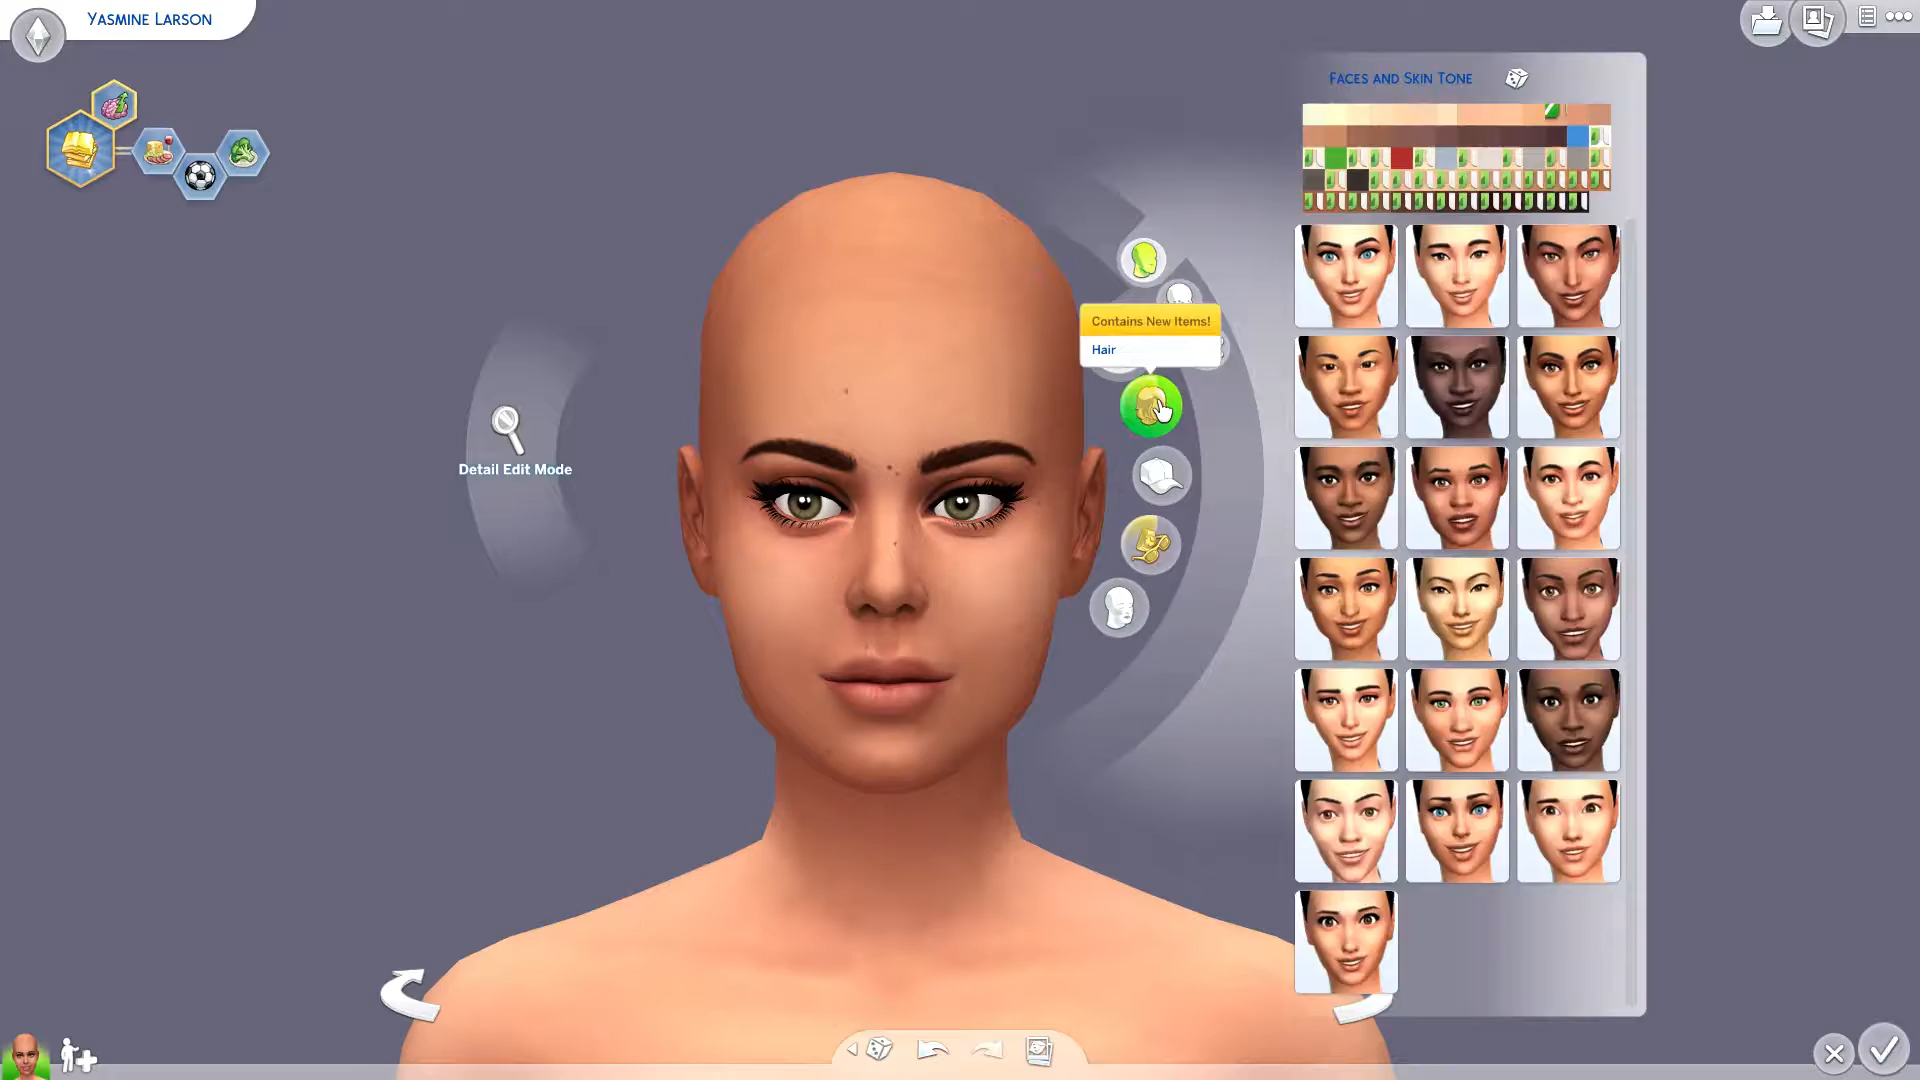 Yasmine Larson
Faces and Skin Tone
Contains New Items!
Hair
Detail Edit Mode